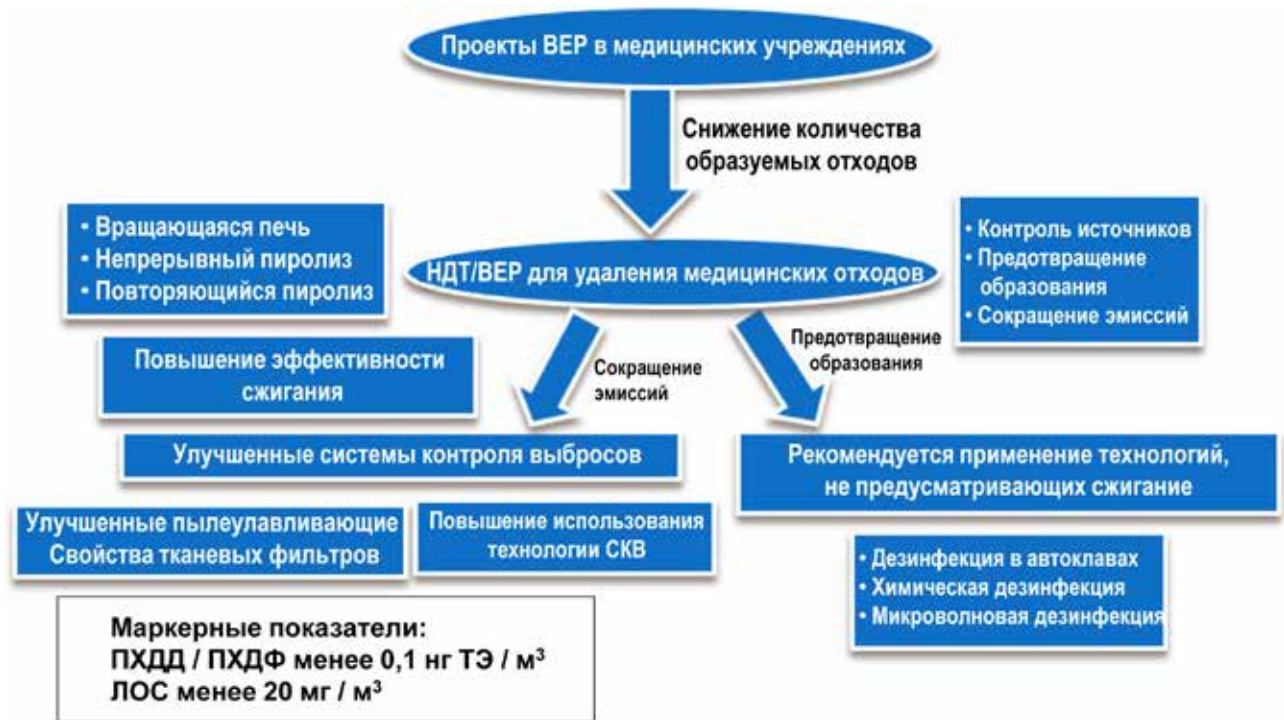 Проекты ВЕР в медицинских учреждениях
Снижение количества
образуемых отходов
• Вращающаяся печь
• Непрерывный пиролиз
• Повторяющийся пиролиз
НДТ/ВЕР для удаления медицинских отходов
• Контроль источников
• Предотвращение
образования
• Сокращение эмиссий
Повышение эффективности
сжигания
Сокращение
эмиссий
Предотвращение
образования
Улучшенные системы контроля выбросов
Рекомендуется применение технологий,
не предусматривающих сжигание
Улучшенные пылеулавливающие
Свойства тканевых фильтров
Повышение использования
технологии СКВ
• Дезинфекция в автоклавах
• Химическая дезинфекция
• Микроволновая дезинфекция
Маркерные показатели:
ПХДД / ПХДФ менее 0,1 нг ТЭ / м³
ЛОС менее 20 мг / м³